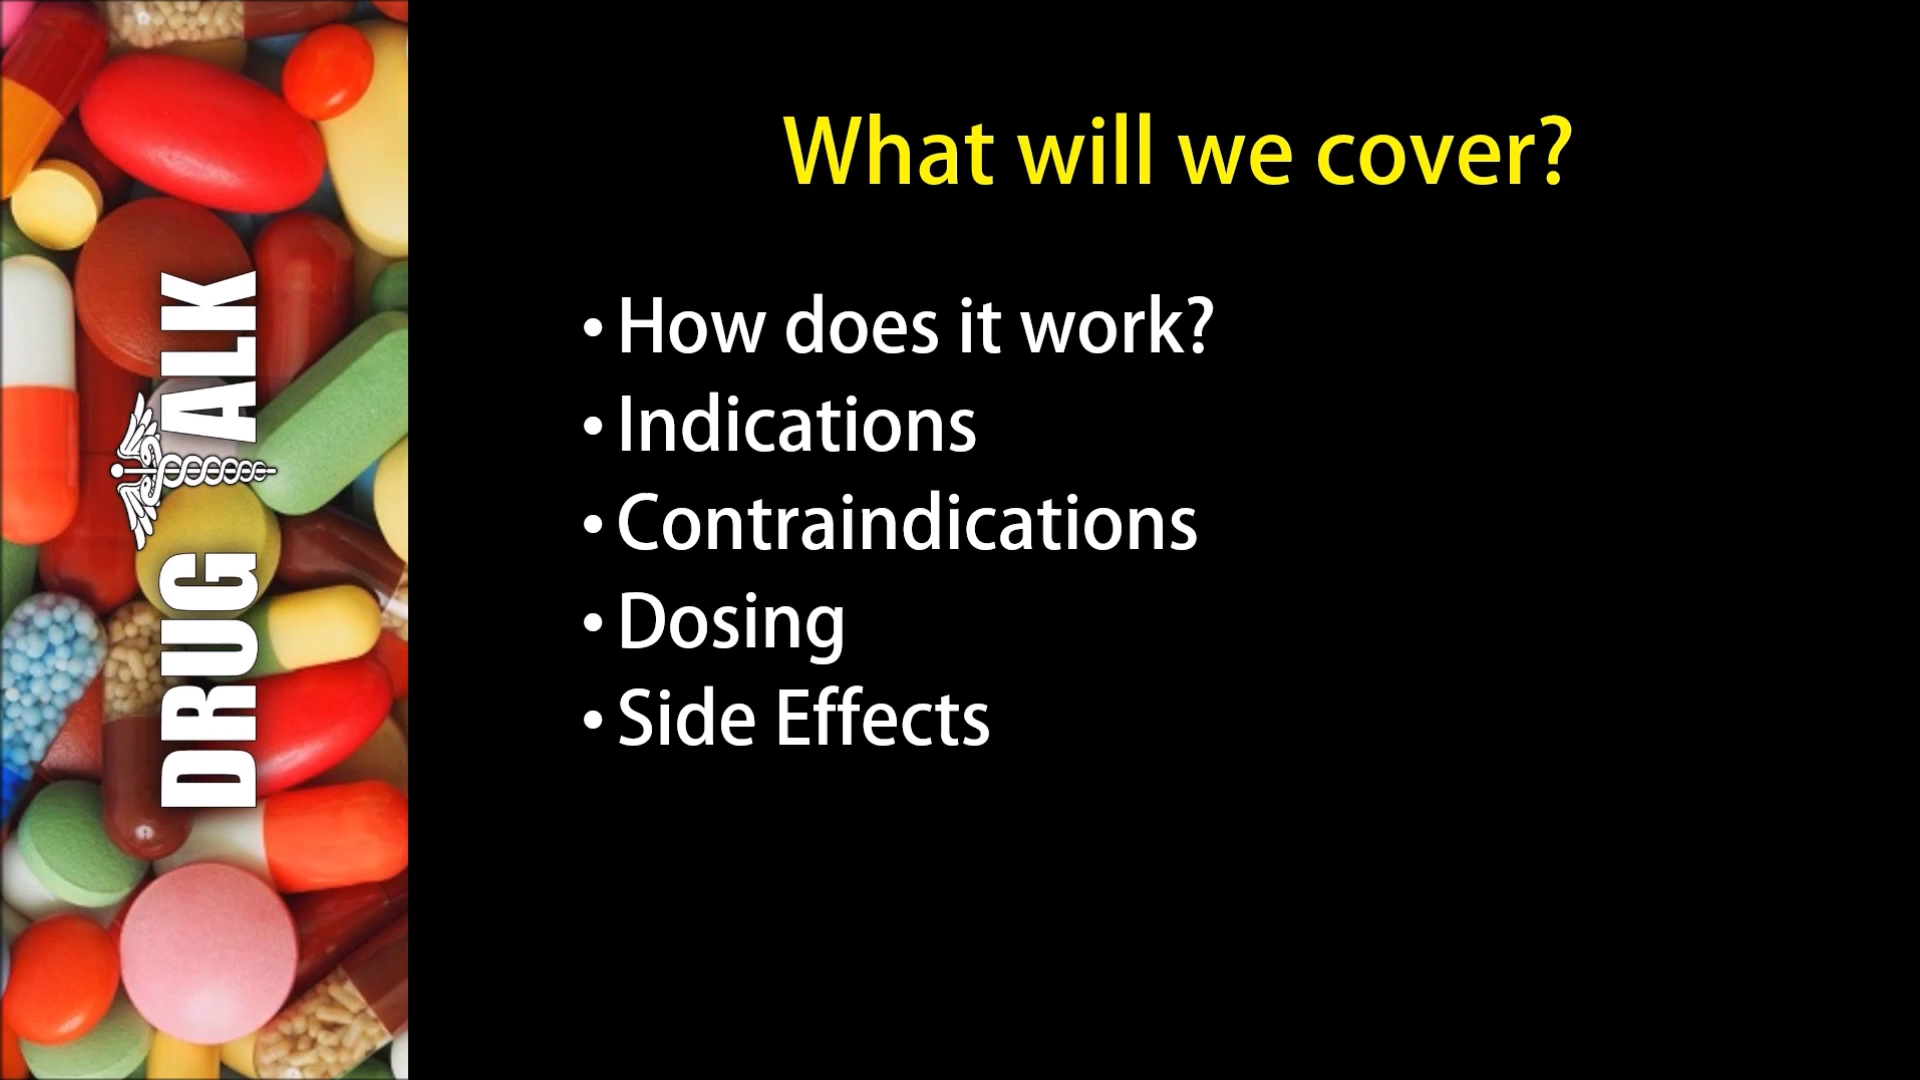 DRUG TALK
What will we cover?
• How does it work?
• Indications
• Contraindications
• Dosing
• Side Effects